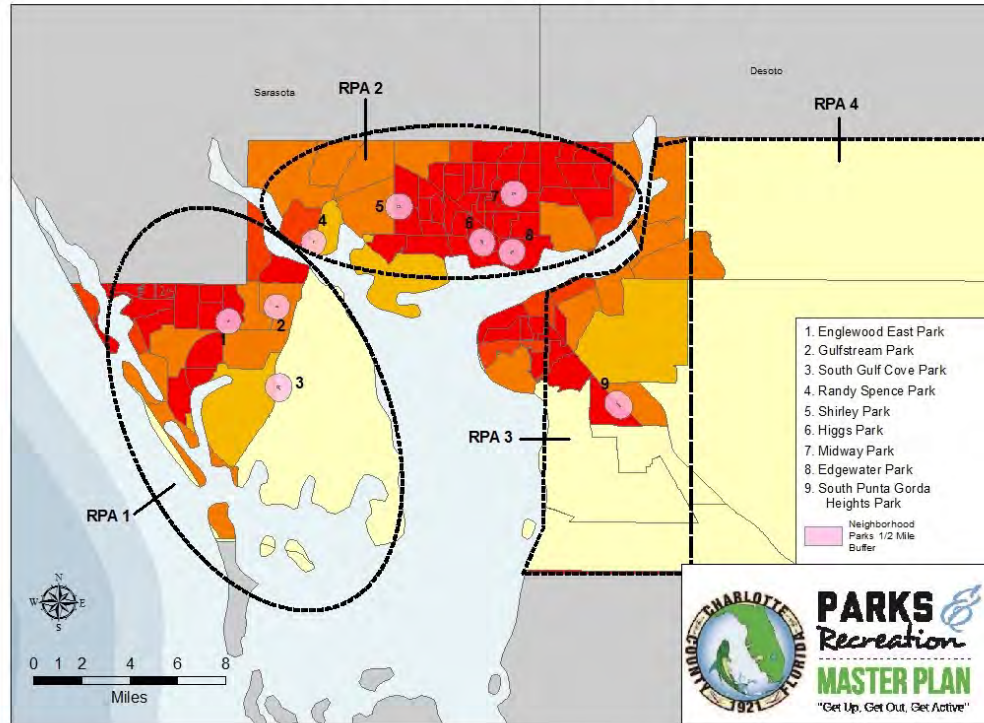 Sarasota
RPA 2
Desoto
RPA 4
7
5
4
6
8
2
1
3
9
RPA 3
RPA 1
1. Englewood East Park
2. Gulfstream Park
3. South Gulf Cove Park
4. Randy Spence Park
5. Shirley Park
6. Higgs Park
7. Midway Park
8. Edgewater Park
9. South Punta Gorda
Heights Park
Neighborhood
Parks 1/2 Mile
Buffer
N
W E
S
0 1 2 4 6 8
Miles
CHARLOTTE
COUNTY
FLORIDA
1921
PARKS &
Recreation
MASTER PLAN
"Get Up, Get Out, Get Active"